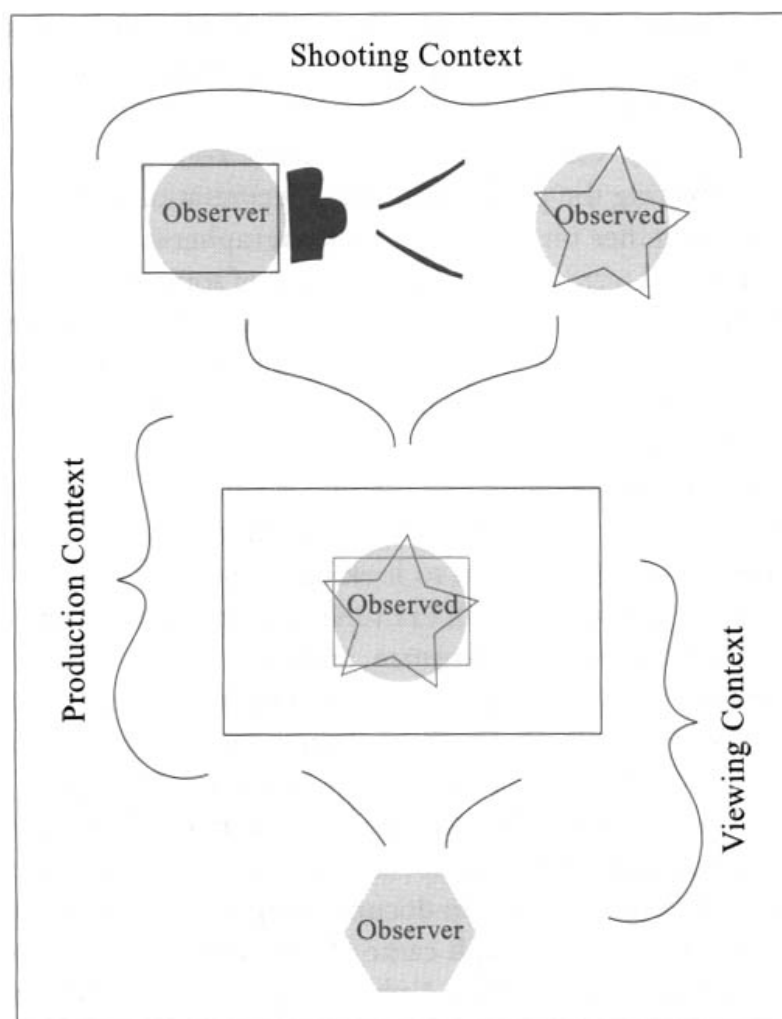 Shooting Context
Observer
Observed
Production Context
Observed
Viewing Context
Observer